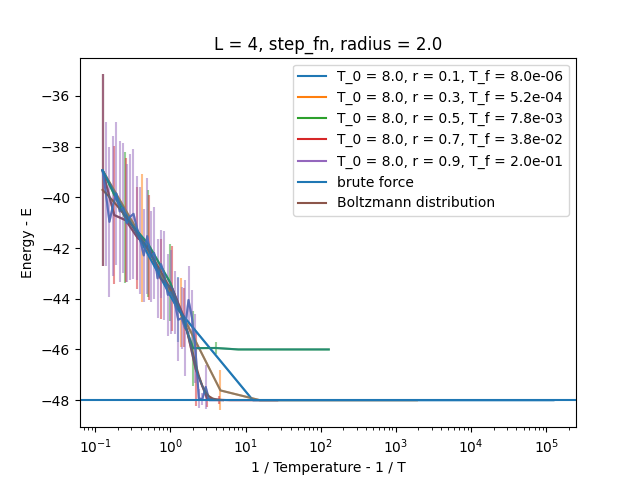 L = 4, step_fn, radius = 2.0
T_0 = 8.0, r = 0.1, T_f = 8.0e-06
T_0 = 8.0, r = 0.3, T_f = 5.2e-04
T_0 = 8.0, r = 0.5, T_f = 7.8e-03
T_0 = 8.0, r = 0.7, T_f = 3.8e-02
T_0 = 8.0, r = 0.9, T_f = 2.0e-01
brute force
Boltzmann distribution
Energy - E
−36
−38
−40
−42
−44
−46
−48
10⁻¹ 10⁰ 10¹ 10² 10³ 10⁴ 10⁵
1 / Temperature - 1 / T